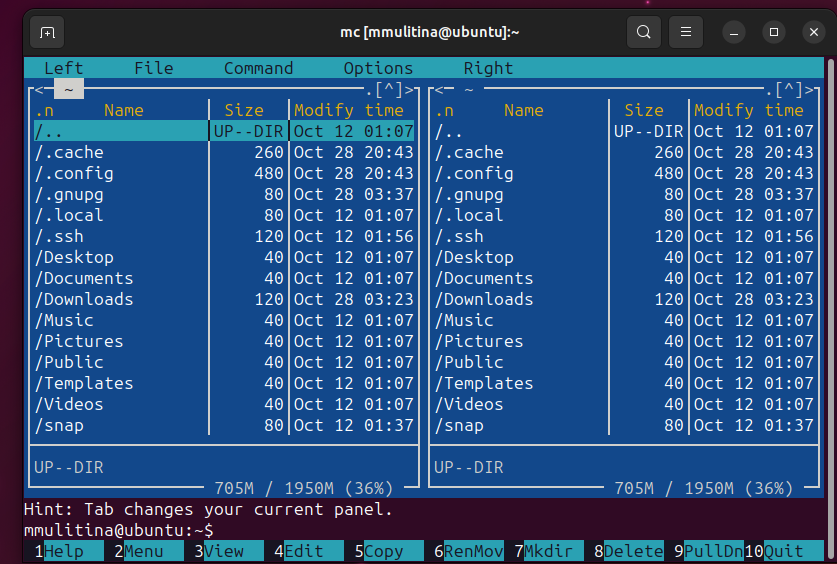 mc [mmulitina@ubuntu]:~
Left File Command Options Right
<- ~ .[^]> <- ~ .[^]>
.n Name Size Modify time .n Name Size Modify time
/.. UP--DIR Oct 12 01:07 /.. UP--DIR Oct 12 01:07
/.cache 260 Oct 28 20:43 /.cache 260 Oct 28 20:43
/.config 480 Oct 28 20:43 /.config 480 Oct 28 20:43
/.gnupg 80 Oct 28 03:37 /.gnupg 80 Oct 28 03:37
/.local 80 Oct 12 01:07 /.local 80 Oct 12 01:07
/.ssh 120 Oct 12 01:56 /.ssh 120 Oct 12 01:56
/Desktop 40 Oct 12 01:07 /Desktop 40 Oct 12 01:07
/Documents 40 Oct 12 01:07 /Documents 40 Oct 12 01:07
/Downloads 120 Oct 28 03:23 /Downloads 120 Oct 28 03:23
/Music 40 Oct 12 01:07 /Music 40 Oct 12 01:07
/Pictures 40 Oct 12 01:07 /Pictures 40 Oct 12 01:07
/Public 40 Oct 12 01:07 /Public 40 Oct 12 01:07
/Templates 40 Oct 12 01:07 /Templates 40 Oct 12 01:07
/Videos 40 Oct 12 01:07 /Videos 40 Oct 12 01:07
/snap 80 Oct 12 01:37 /snap 80 Oct 12 01:37
UP--DIR UP--DIR
705M / 1950M (36%) 705M / 1950M (36%)
Hint: Tab changes your current panel.
mmulitina@ubuntu:~$
1Help 2Menu 3View 4Edit 5Copy 6RenMov 7Mkdir 8Delete 9PullDn 10Quit